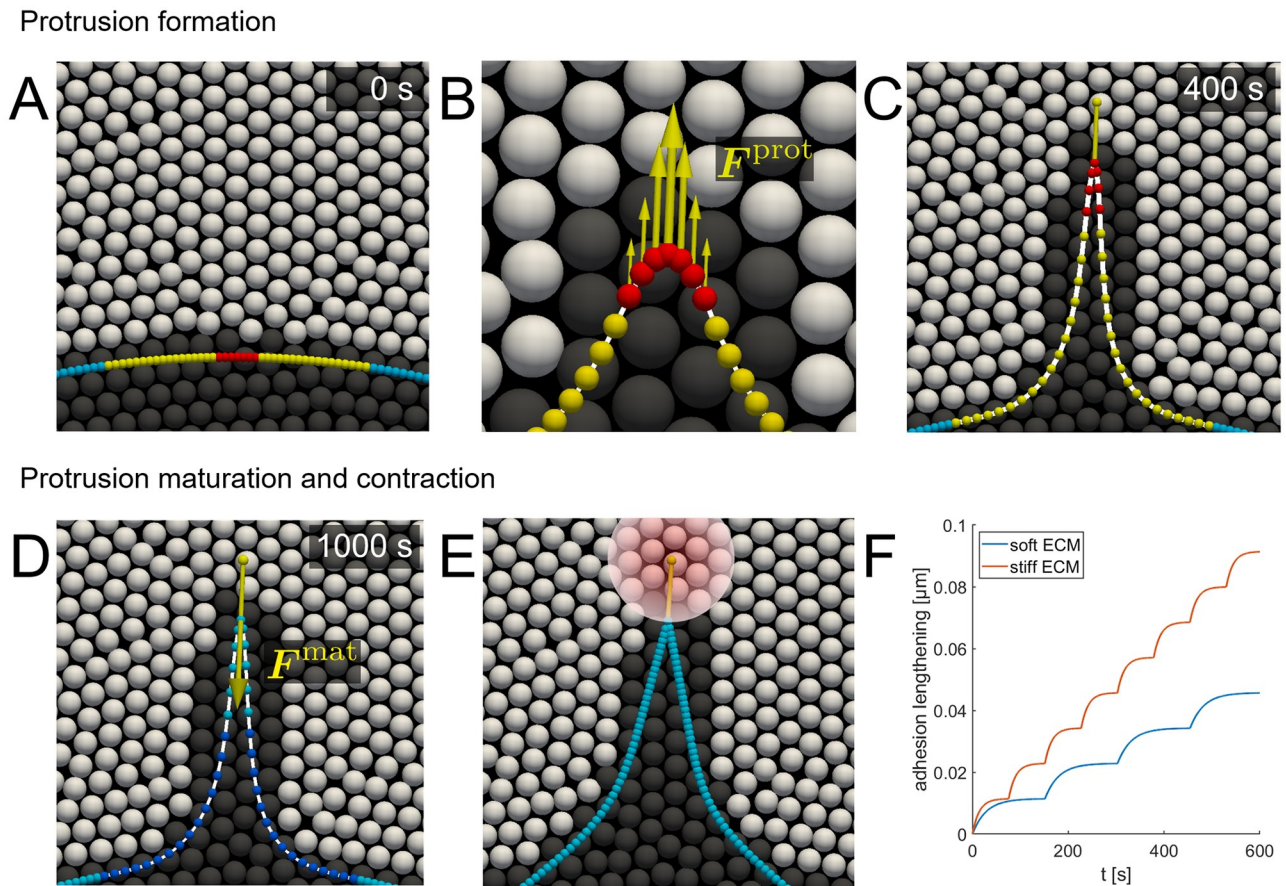 Protrusion formation
A
0 s
B
F^prot
C
400 s
Protrusion maturation and contraction
D
1000 s
F^mat
E
F
0.1
0.08
0.06
0.04
0.02
0
soft ECM
stiff ECM
adhesion lengthening [µm]
0
200
400
600
t [s]